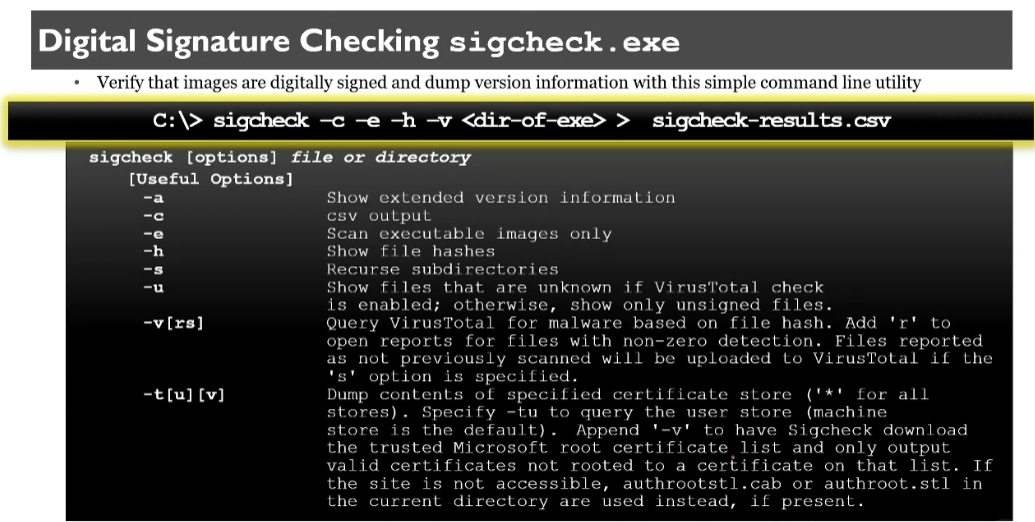 Digital Signature Checking sigcheck.exe
• Verify that images are digitally signed and dump version information with this simple command line utility
C:\> sigcheck –c –e –h –v <dir-of-exe> > sigcheck-results.csv
sigcheck [options] file or directory
[Useful Options]
–a Show extended version information
–c csv output
–e Scan executable images only
–h Show file hashes
–s Recurse subdirectories
–u Show files that are unknown if VirusTotal check
is enabled; otherwise, show only unsigned files.
–v[rs] Query VirusTotal for malware based on file hash. Add 'r' to
open reports for files with non-zero detection. Files reported
as not previously scanned will be uploaded to VirusTotal if the
's' option is specified.
–t[u][v] Dump contents of specified certificate store ('*' for all
stores). Specify -tu to query the user store (machine
store is the default). Append '-v' to have Sigcheck download
the trusted Microsoft root certificate list and only output
valid certificates not rooted to a certificate on that list. If
the site is not accessible, authrootstl.cab or authroot.stl in
the current directory are used instead, if present.